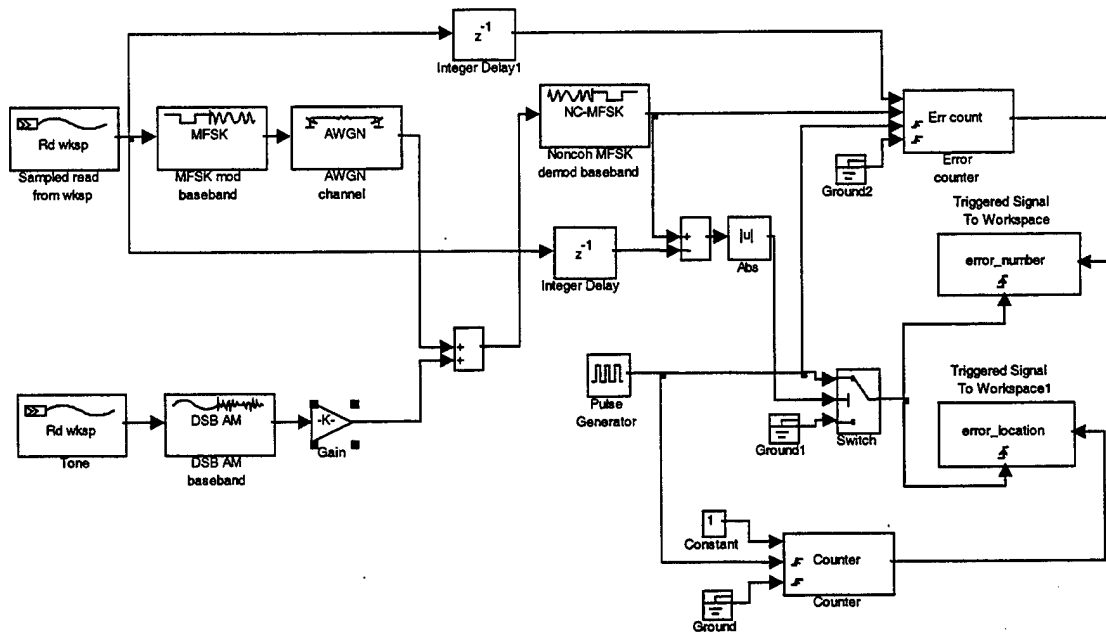 z-1
Integer Delay1
Rd wksp
Sampled read
from wksp
MFSK
MFSK mod
baseband
AWGN
AWGN
channel
NC-MFSK
Noncoh MFSK
demod baseband
Err count
Error
counter
Ground2
Triggered Signal
To Workspace
error_number
z-1
Integer Delay
+
−
|u|
Abs
+
+
Pulse
Generator
Ground1
Switch
Triggered Signal
To Workspace1
error_location
Rd wksp
Tone
DSB AM
DSB AM
baseband
-K-
Gain
1
Constant
Counter
Counter
Ground